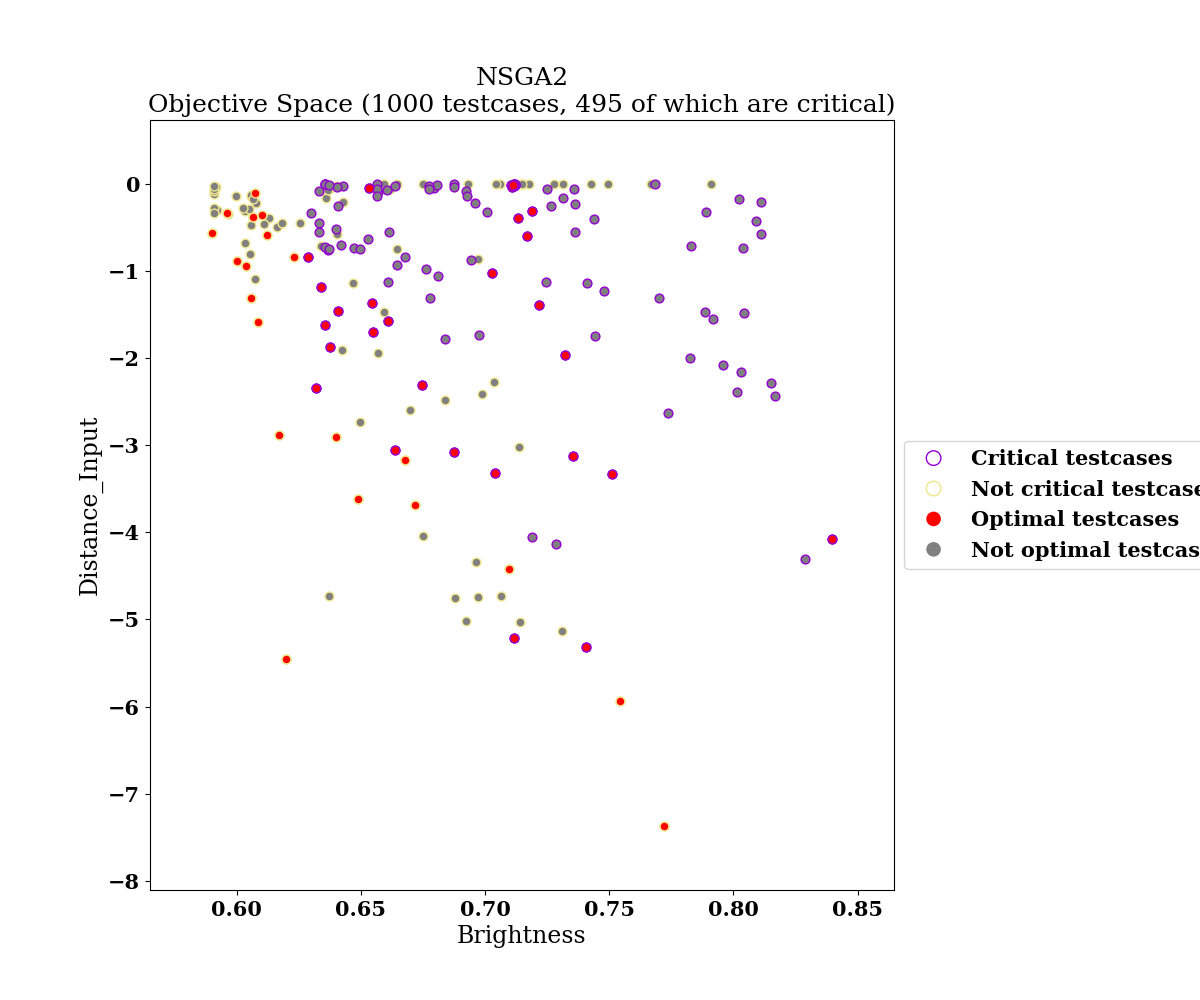 NSGA2
Objective Space (1000 testcases, 495 of which are critical)
0
−1
−2
−3
−4
−5
−6
−7
−8
Distance_Input
0.60 0.65 0.70 0.75 0.80 0.85
Brightness
Critical testcases
Not critical testcase
Optimal testcases
Not optimal testcas